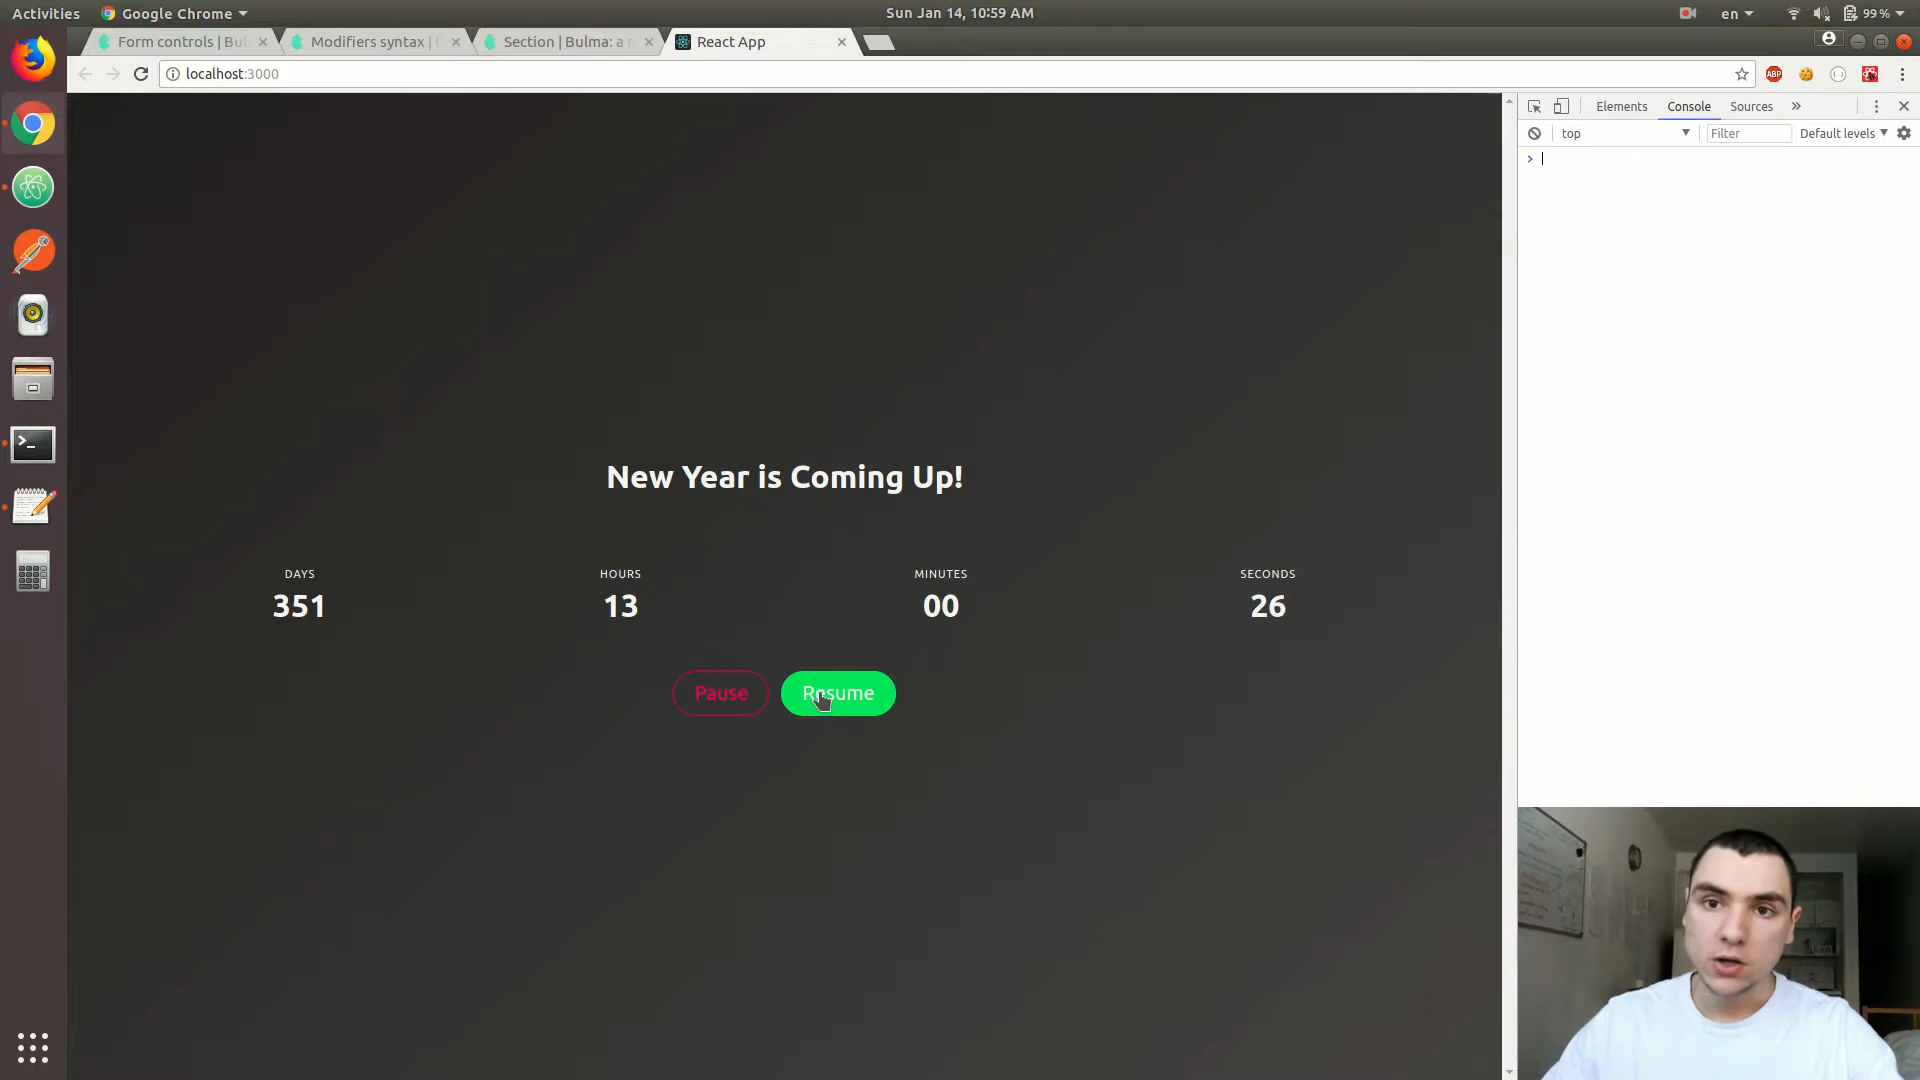 Activities
Google Chrome
Sun Jan 14, 10:59 AM
en
99 %
Form controls | Bul
Modifiers syntax | D
Section | Bulma: a m
React App
localhost:3000
ABP
Elements
Console
Sources
top
Filter
Default levels
New Year is Coming Up!
DAYS
HOURS
MINUTES
SECONDS
351
13
00
26
Pause
Resume